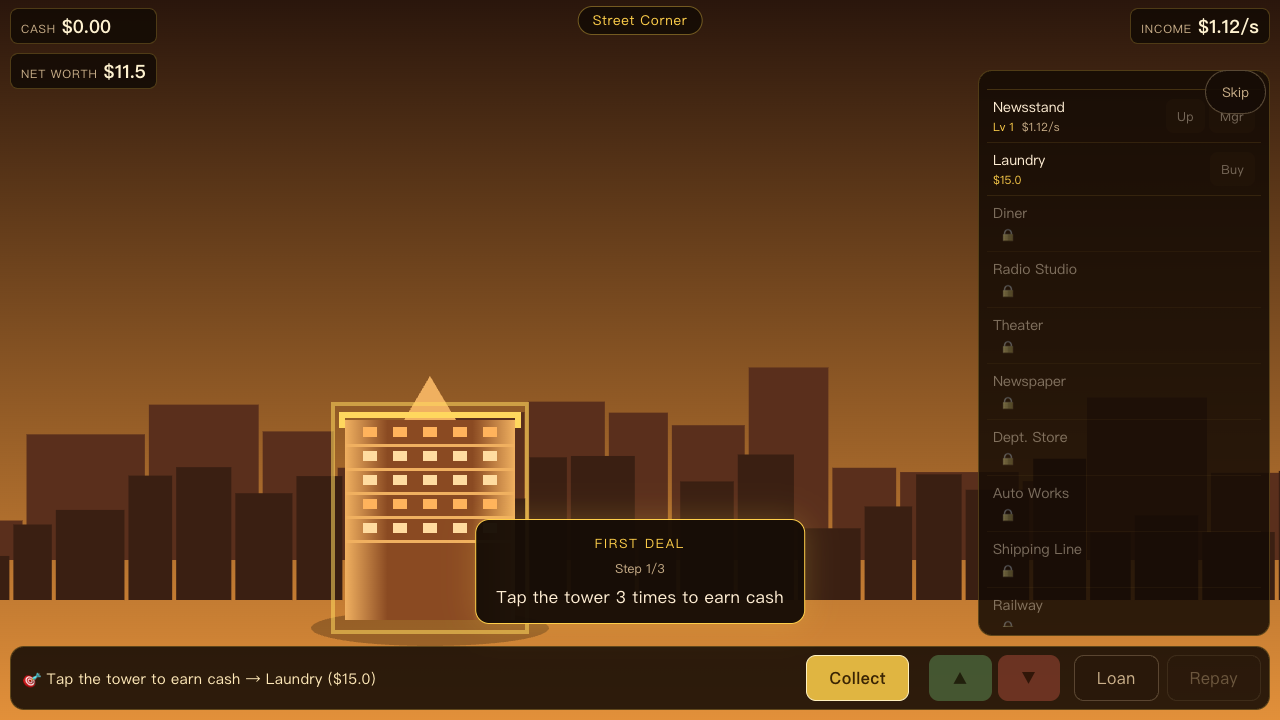 CASH $0.00
NET WORTH $11.5
Street Corner
INCOME $1.12/s
Skip
Newsstand
Lv 1 $1.12/s
Up
Mgr
Laundry
$15.0
Buy
Diner
Radio Studio
Theater
Newspaper
Dept. Store
Auto Works
Shipping Line
Railway
FIRST DEAL
Step 1/3
Tap the tower 3 times to earn cash
🎯 Tap the tower to earn cash → Laundry ($15.0)
Collect
▲
▼
Loan
Repay